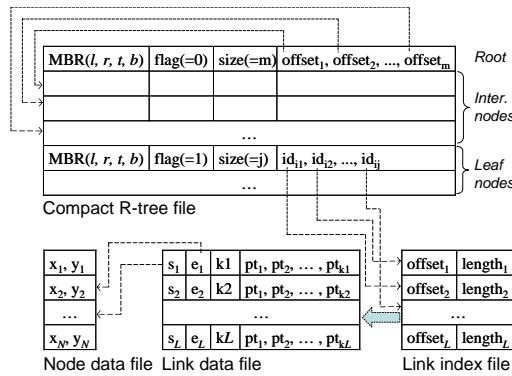 MBR(l, r, t, b) flag(=0) size(=m) offset1, offset2, ..., offsetm Root
Inter.
nodes
...
MBR(l, r, t, b) flag(=1) size(=j) idi1, idi2, ..., idij Leaf
nodes
...
Compact R-tree file
x1, y1 s1 e1 k1 pt1, pt2, ... , ptk1 offset1 length1
x2, y2 s2 e2 k2 pt1, pt2, ... , ptk2 offset2 length2
... ... ...
xN, yN sL eL kL pt1, pt2, ... , ptkL offsetL lengthL
Node data file Link data file Link index file